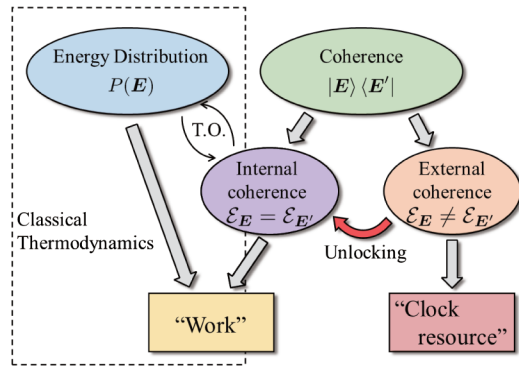 Energy Distribution
P(E)
Coherence
|E⟩ ⟨E′|
T.O.
Internal
coherence
ℰ_E = ℰ_E′
External
coherence
ℰ_E ≠ ℰ_E′
Classical
Thermodynamics
Unlocking
“Work”
“Clock
resource”